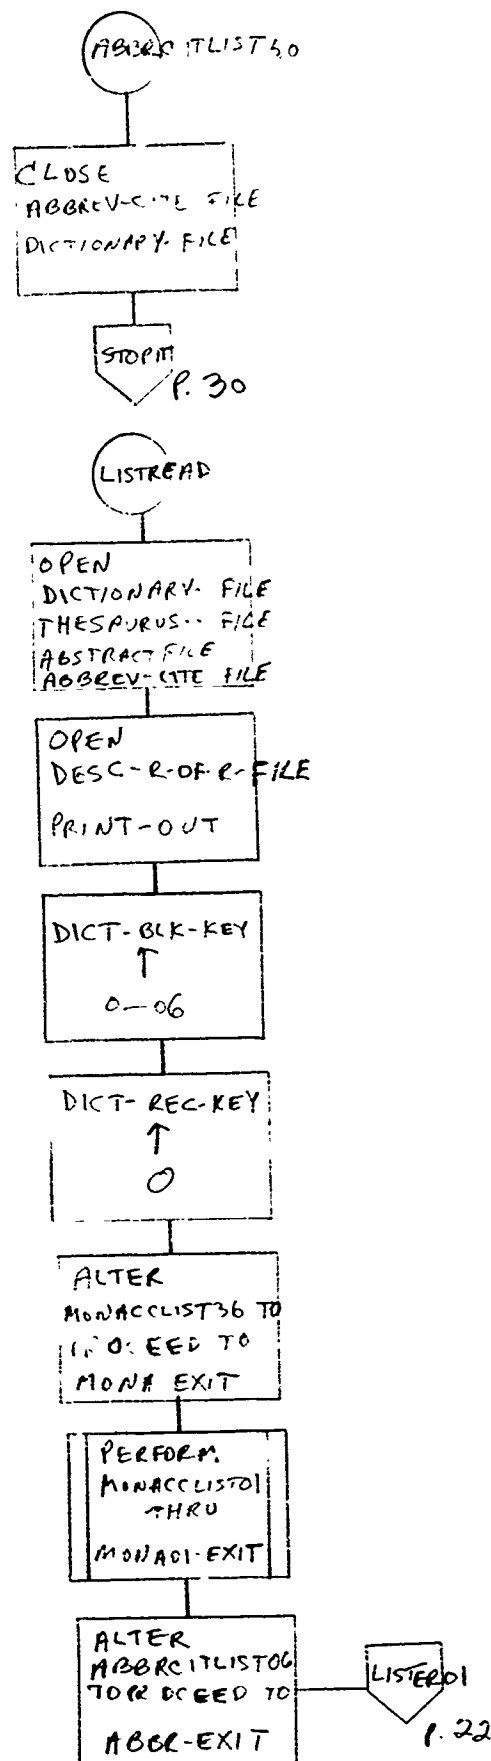 ABBRCITLIST30
CLOSE
ABBREV-CITE FILE
DICTIONARY-FILE
STOPIT
P. 30
LISTREAD
OPEN
DICTIONARY-FILE
THESAURUS-FILE
ABSTRACT FILE
ABBREV-CITE FILE
OPEN
DESC-R-OF-R-FILE
PRINT-OUT
DICT-BLK-KEY
↑
0-06
DICT-REC-KEY
↑
0
ALTER
MONACCLIST36 TO
PROCEED TO
MONA EXIT
PERFORM
MONACCLIST01
THRU
MONA01-EXIT
ALTER
ABBRCITLIST06
TO PROCEED TO
ABBR-EXIT
LISTER01
P. 22